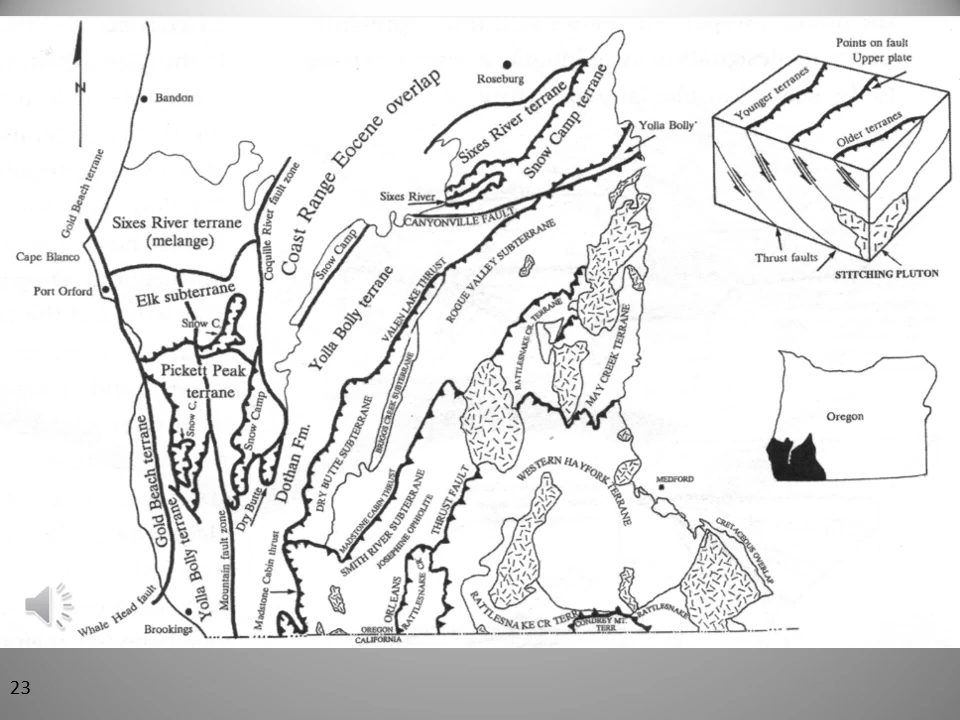 N
Bandon
Roseburg
Coast Range Eocene overlap
Sixes River terrane
Snow Camp terrane
Yolla Bolly
Gold Beach terrane
Sixes River terrane
(melange)
Coquille River fault zone
Sixes River
CANYONVILLE FAULT
Cape Blanco
Port Orford
Elk subterrane
Snow C,
Snow Camp
Yolla Bolly terrane
VALEN LAKE THRUST
ROGUE VALLEY SUBTERRANE
RATTLESNAKE CR TERRANE
MAY CREEK TERRANE
Pickett Peak
terrane
Snow C,
Snow Camp
Gold Beach terrane
Dothan Fm.
DRY BUTTE SUBTERRANE
BRIGGS CREEK SUBTERRANE
Dry Butte
MADSTONE CABIN THRUST
SMITH RIVER SUBTERRANE
JOSEPHINE OPHIOLITE
THRUST FAULT
WESTERN HAYFORK TERRANE
MEDFORD
CRETACEOUS OVERLAP
Yolla Bolly terrane
Mountain fault zone
Madstone Cabin thrust
ORLEANS
RATTLESNAKE CR.
RATTLESNAKE CR TERR
CONDREY MT.
TERR
RATTLESNAKE
Whale Head fault
Brookings
OREGON
CALIFORNIA
Points on fault
Upper plate
Younger terranes
Older terranes
Thrust faults
STITCHING PLUTON
Oregon
23